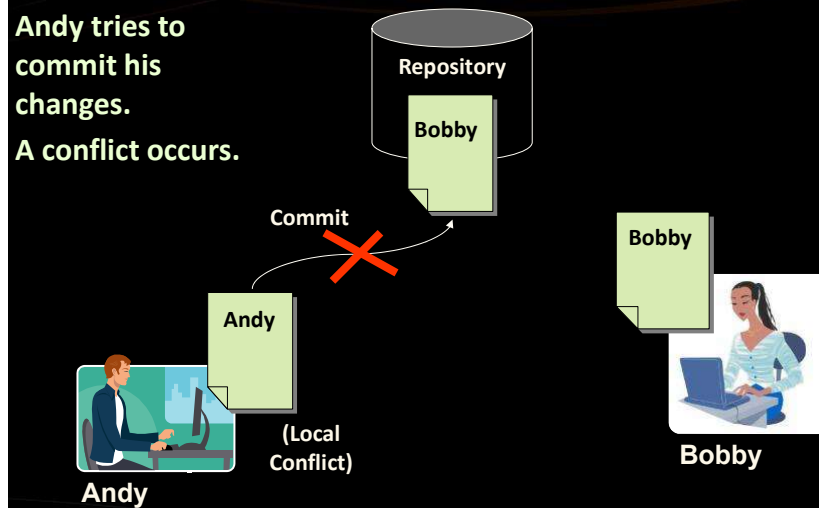 Andy tries to
commit his
changes.
A conflict occurs.
Repository
Bobby
Commit
Bobby
Andy
(Local
Conflict)
Bobby
Andy